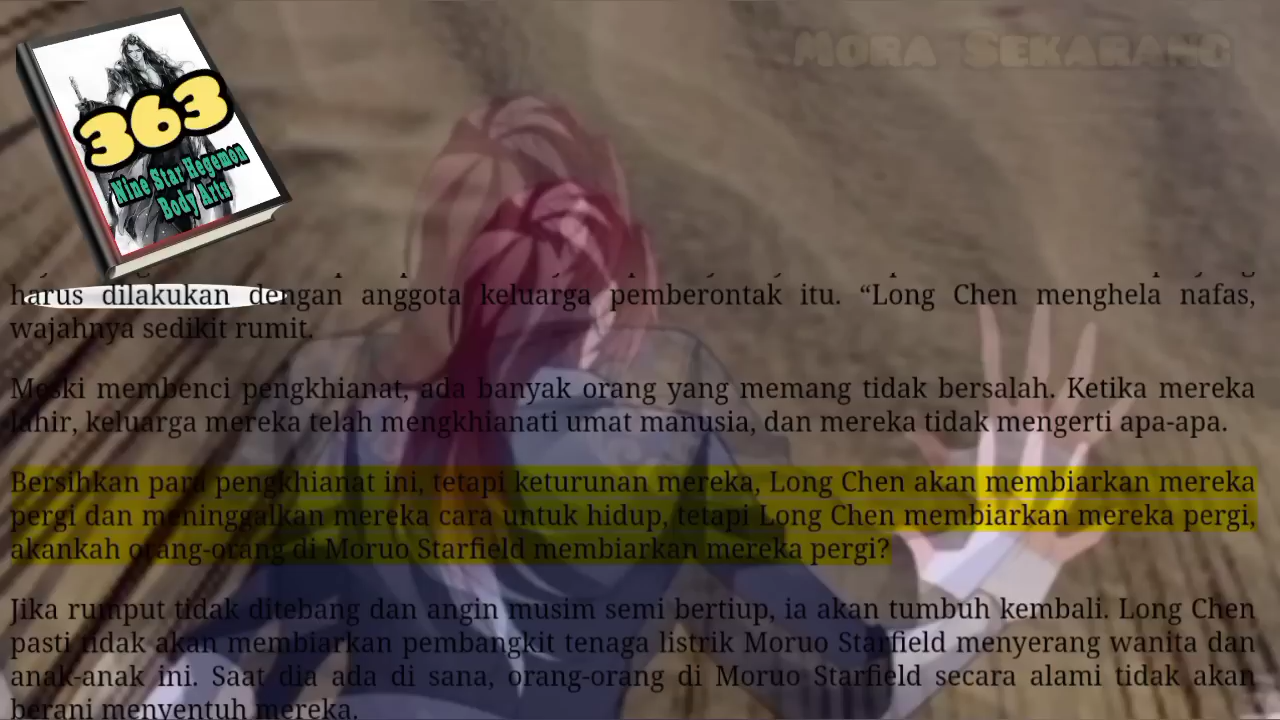 MORA SEKARANG
363
Nine Star Hegemon
Body Arts
harus dilakukan dengan anggota keluarga pemberontak itu. “Long Chen menghela nafas,
wajahnya sedikit rumit.
Meski membenci pengkhianat, ada banyak orang yang memang tidak bersalah. Ketika mereka
lahir, keluarga mereka telah mengkhianati umat manusia, dan mereka tidak mengerti apa-apa.
Bersihkan para pengkhianat ini, tetapi keturunan mereka, Long Chen akan membiarkan mereka
pergi dan meninggalkan mereka cara untuk hidup, tetapi Long Chen membiarkan mereka pergi,
akankah orang-orang di Moruo Starfield membiarkan mereka pergi?
Jika rumput tidak ditebang dan angin musim semi bertiup, ia akan tumbuh kembali. Long Chen
pasti tidak akan membiarkan pembangkit tenaga listrik Moruo Starfield menyerang wanita dan
anak-anak ini. Saat dia ada di sana, orang-orang di Moruo Starfield secara alami tidak akan
berani menyentuh mereka.